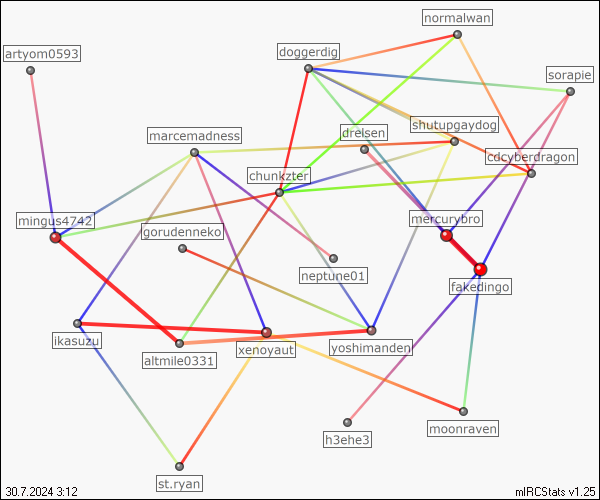 normalwan
doggerdig
artyom0593
sorapie
shutupgaydog
drelsen
marcemadness
cdcyberdragon
chunkzter
mingus4742
mercurybro
gorudenneko
neptune01
fakedingo
ikasuzu
xenoyaut
yoshimanden
altmile0331
moonraven
h3ehe3
st.ryan
30.7.2024 3:12
mIRCStats v1.25